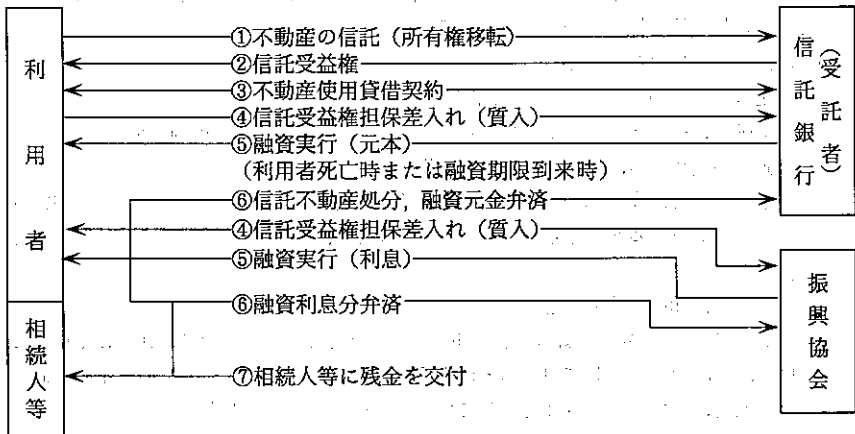 利用者
相続人等
①不動産の信託（所有権移転）
②信託受益権
③不動産使用貸借契約
④信託受益権担保差入れ（質入）
⑤融資実行（元本）
（利用者死亡時または融資期限到来時）
⑥信託不動産処分，融資元金弁済
④信託受益権担保差入れ（質入）
⑤融資実行（利息）
⑥融資利息分弁済
⑦相続人等に残金を交付
信託銀行
（受託者）
振興協会